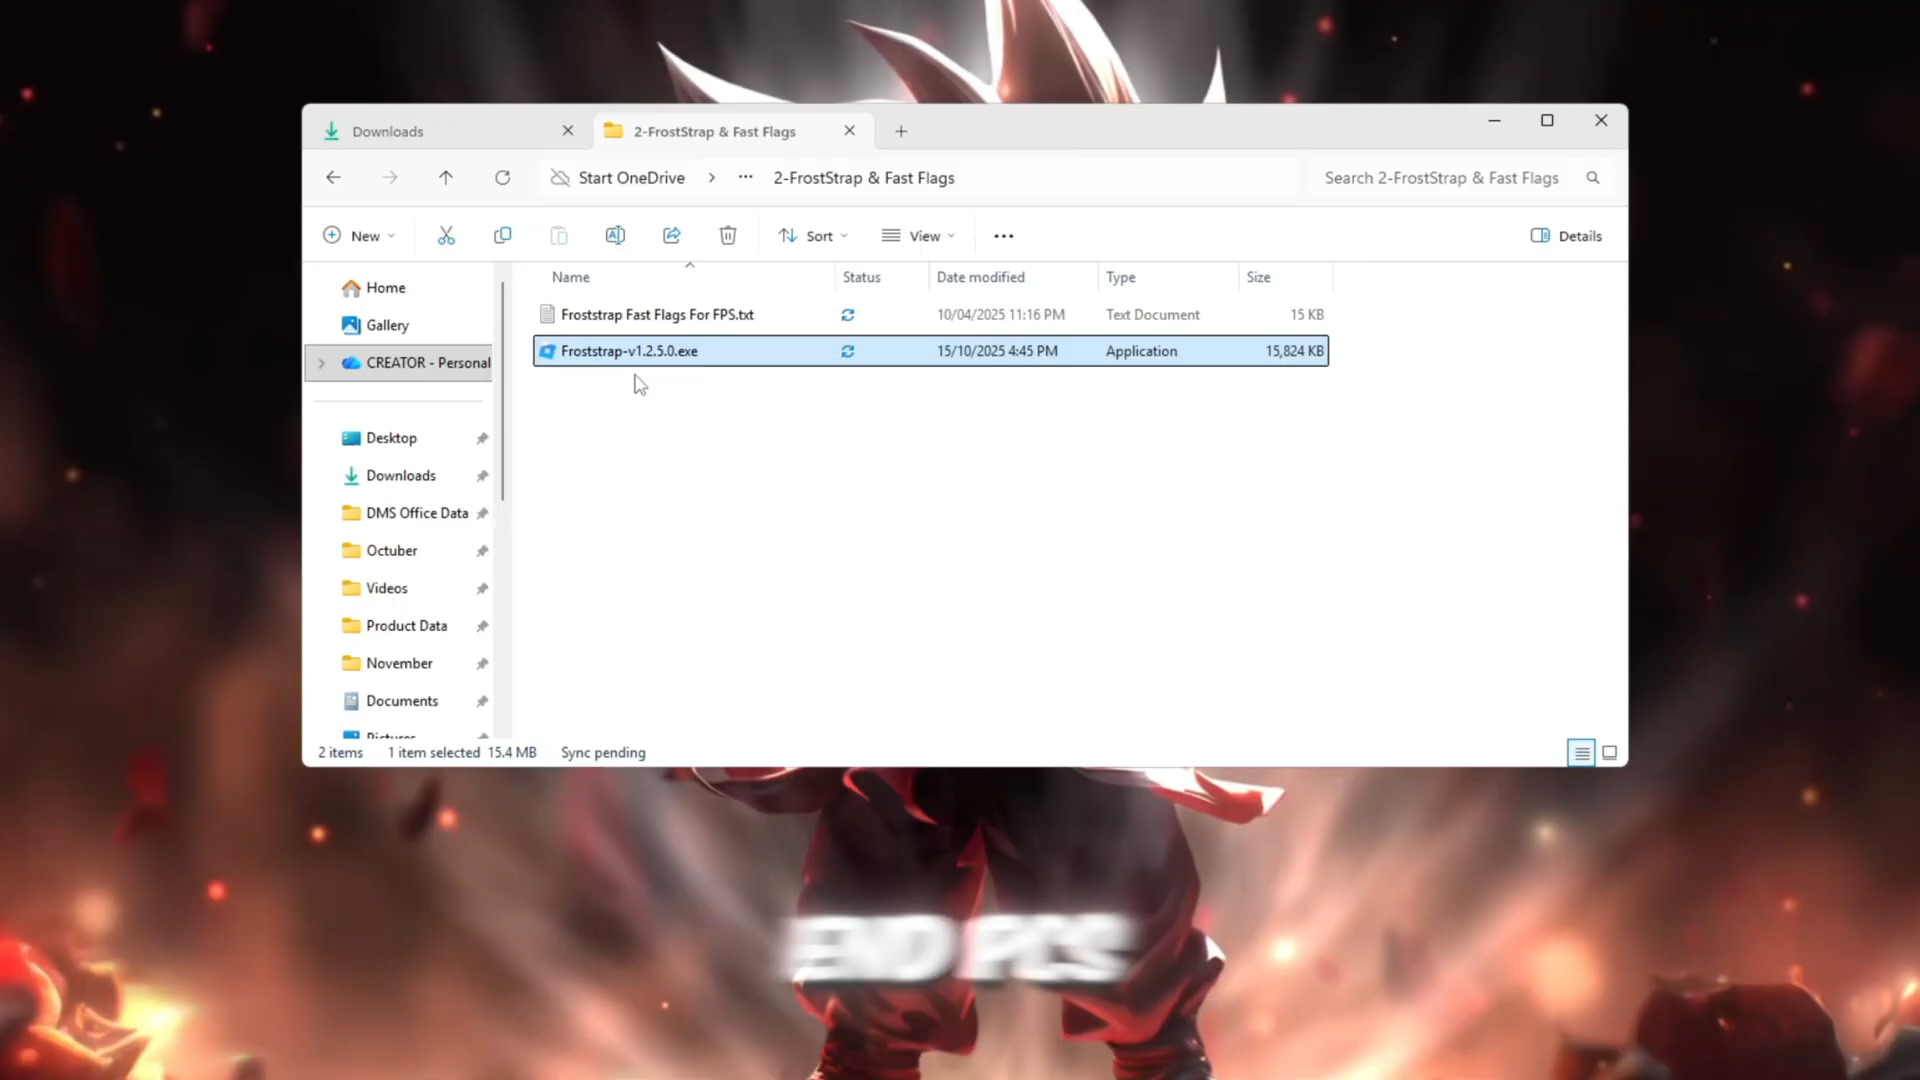 Downloads
2-FrostStrap & Fast Flags
Start OneDrive
2-FrostStrap & Fast Flags
Search 2-FrostStrap & Fast Flags
New
Sort
View
Details
Name
Status
Date modified
Type
Size
Froststrap Fast Flags For FPS.txt
10/04/2025 11:16 PM
Text Document
15 KB
Froststrap-v1.2.5.0.exe
15/10/2025 4:45 PM
Application
15,824 KB
Home
Gallery
CREATOR - Personal
Desktop
Downloads
DMS Office Data
Octuber
Videos
Product Data
November
Documents
Pictures
2 items
1 item selected 15.4 MB
Sync pending
END PCS